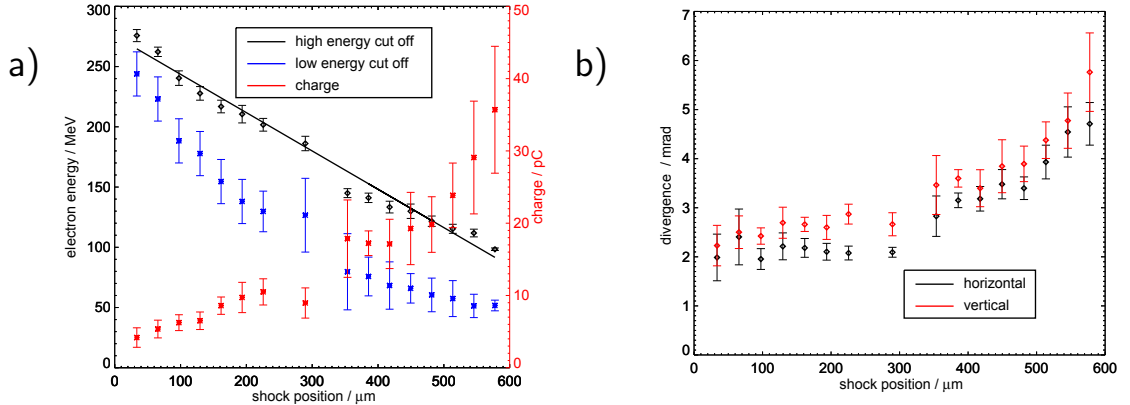 a)
300
250
200
150
100
50
0
electron energy / MeV
high energy cut off
low energy cut off
charge
50
40
30
20
10
0
charge / pC
0 100 200 300 400 500 600
shock position / μm
b)
7
6
5
4
3
2
1
0
divergence / mrad
horizontal
vertical
0 100 200 300 400 500 600
shock position / μm